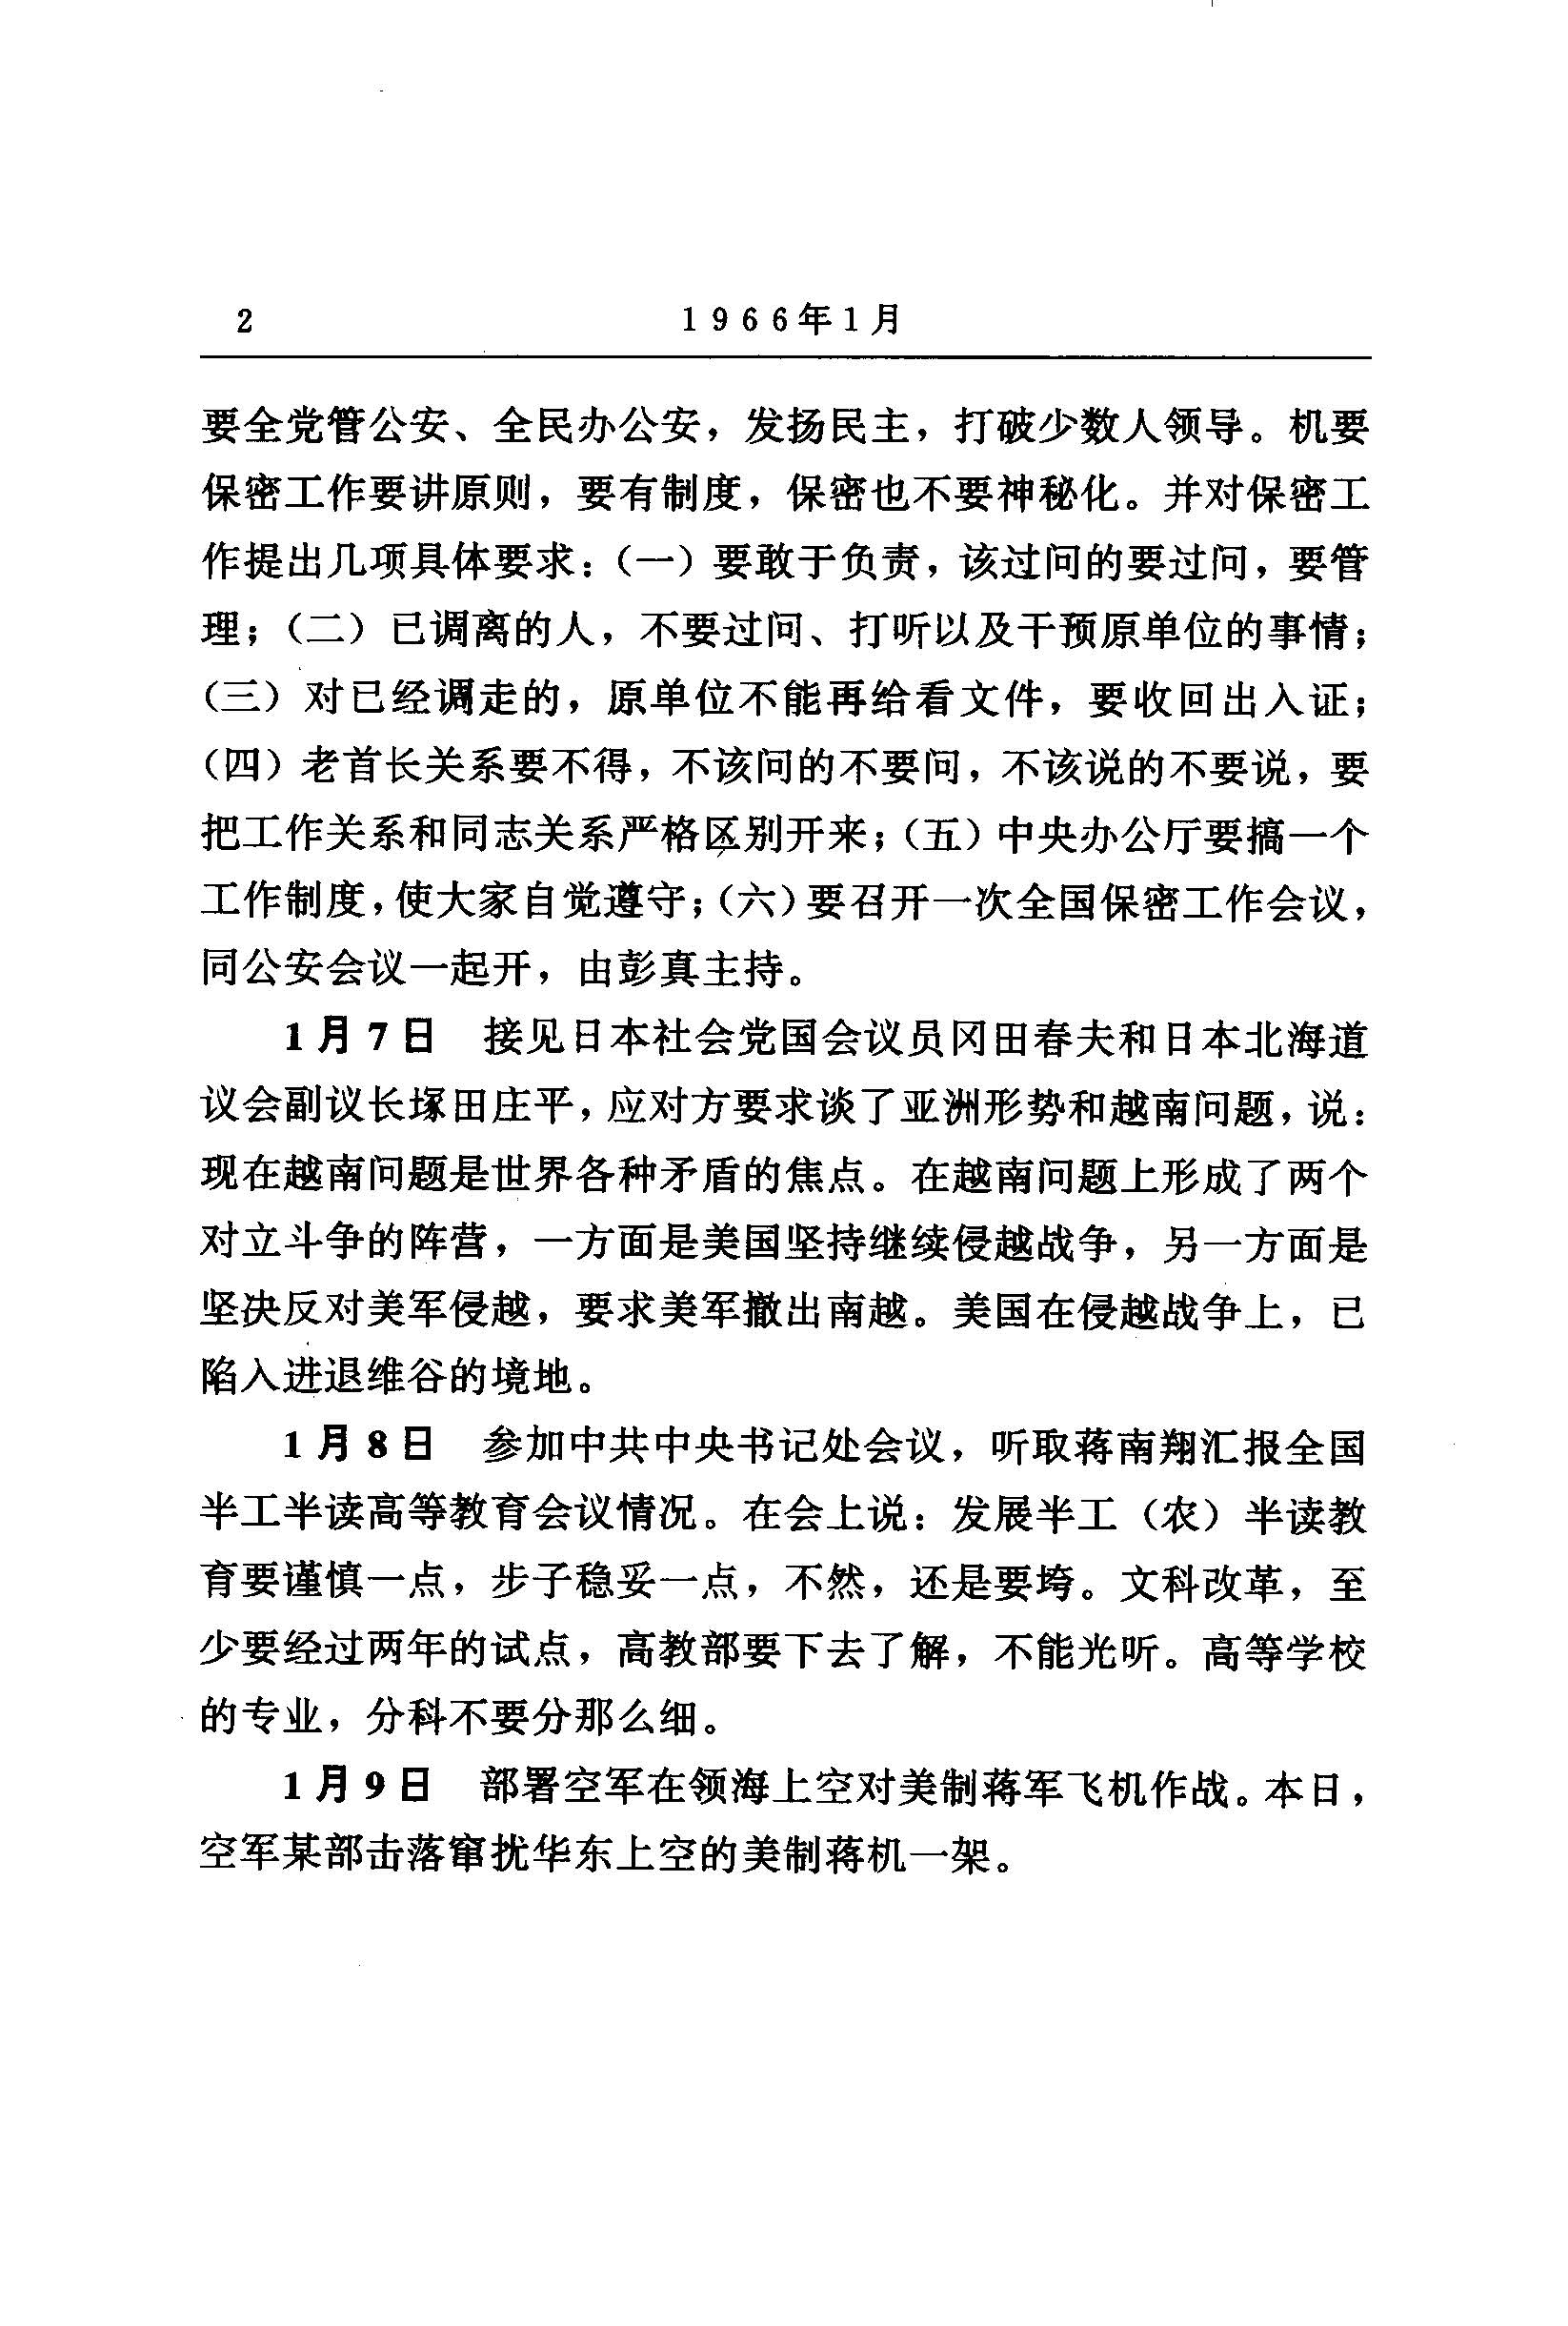 2 1966年1月
要全党管公安、全民办公安，发扬民主，打破少数人领导。机要
保密工作要讲原则，要有制度，保密也不要神秘化。并对保密工
作提出几项具体要求：（一）要敢于负责，该过问的要过问，要管
理；（二）已调离的人，不要过问、打听以及干预原单位的事情；
（三）对已经调走的，原单位不能再给看文件，要收回出入证；
（四）老首长关系要不得，不该问的不要问，不该说的不要说，要
把工作关系和同志关系严格区别开来；（五）中央办公厅要搞一个
工作制度，使大家自觉遵守；（六）要召开一次全国保密工作会议，
同公安会议一起开，由彭真主持。
1月7日 接见日本社会党国会议员冈田春夫和日本北海道
议会副议长塚田庄平，应对方要求谈了亚洲形势和越南问题，说：
现在越南问题是世界各种矛盾的焦点。在越南问题上形成了两个
对立斗争的阵营，一方面是美国坚持继续侵越战争，另一方面是
坚决反对美军侵越，要求美军撤出南越。美国在侵越战争上，已
陷入进退维谷的境地。
1月8日 参加中共中央书记处会议，听取蒋南翔汇报全国
半工半读高等教育会议情况。在会上说：发展半工（农）半读教
育要谨慎一点，步子稳妥一点，不然，还是要垮。文科改革，至
少要经过两年的试点，高教部要下去了解，不能光听。高等学校
的专业，分科不要分那么细。
1月9日 部署空军在领海上空对美制蒋军飞机作战。本日，
空军某部击落窜扰华东上空的美制蒋机一架。